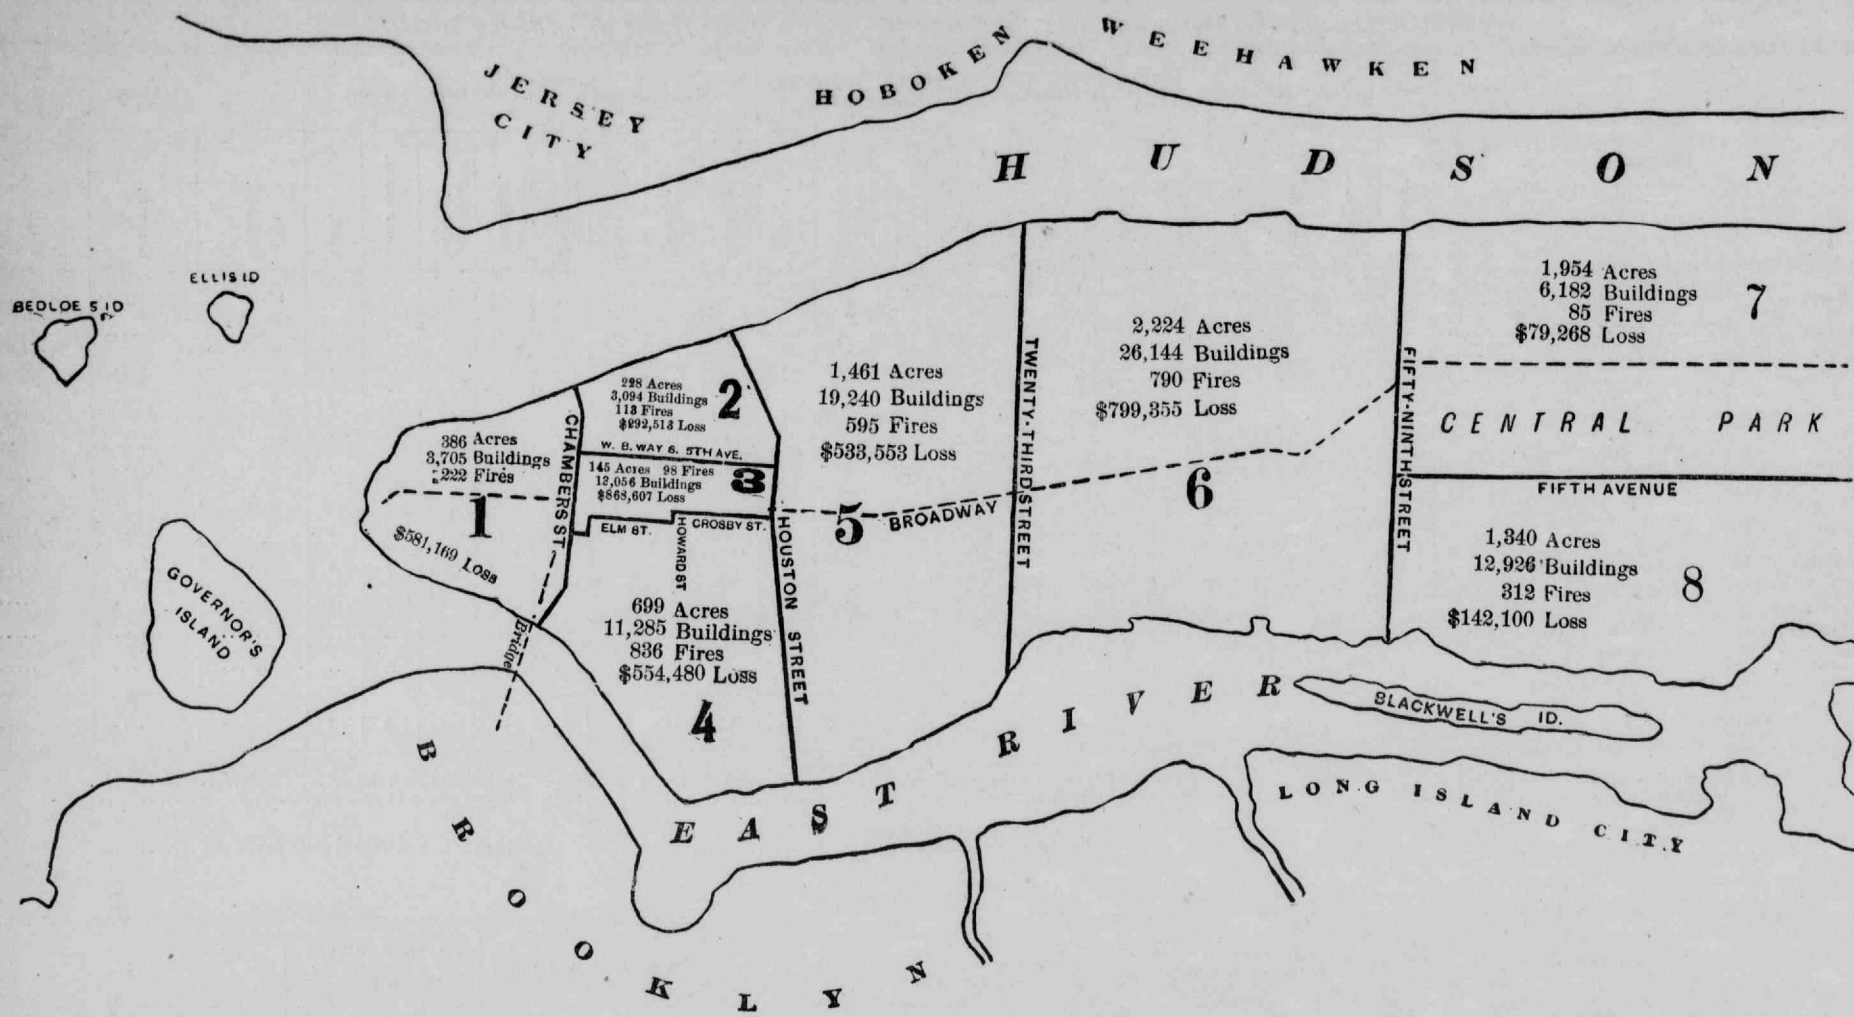 WEEHAWKEN
HOBOKEN
JERSEY
CITY
HUDSON
ELLIS ID
BEDLOE S ID
1,954 Acres
6,182 Buildings
85 Fires
$79,268 Loss
7
2,224 Acres
26,144 Buildings
790 Fires
$799,355 Loss
6
1,461 Acres
19,240 Buildings
595 Fires
$533,553 Loss
5
TWENTY-THIRD STREET
FIFTY-NINTH STREET
CENTRAL PARK
FIFTH AVENUE
228 Acres
3,094 Buildings
113 Fires
$292,513 Loss
2
W. B. WAY & 5TH AVE.
145 Acres 98 Fires
12,056 Buildings
$868,607 Loss
3
386 Acres
3,705 Buildings
222 Fires
1
$581,169 Loss
CHAMBERS ST.
ELM ST.
HOWARD ST
CROSBY ST.
BROADWAY
HOUSTON STREET
1,340 Acres
12,926 Buildings
312 Fires
$142,100 Loss
8
GOVERNOR'S
ISLAND
699 Acres
11,285 Buildings
836 Fires
$554,480 Loss
4
Bridge
EAST RIVER
BLACKWELL'S ID.
LONG ISLAND CITY
BROOKLYN